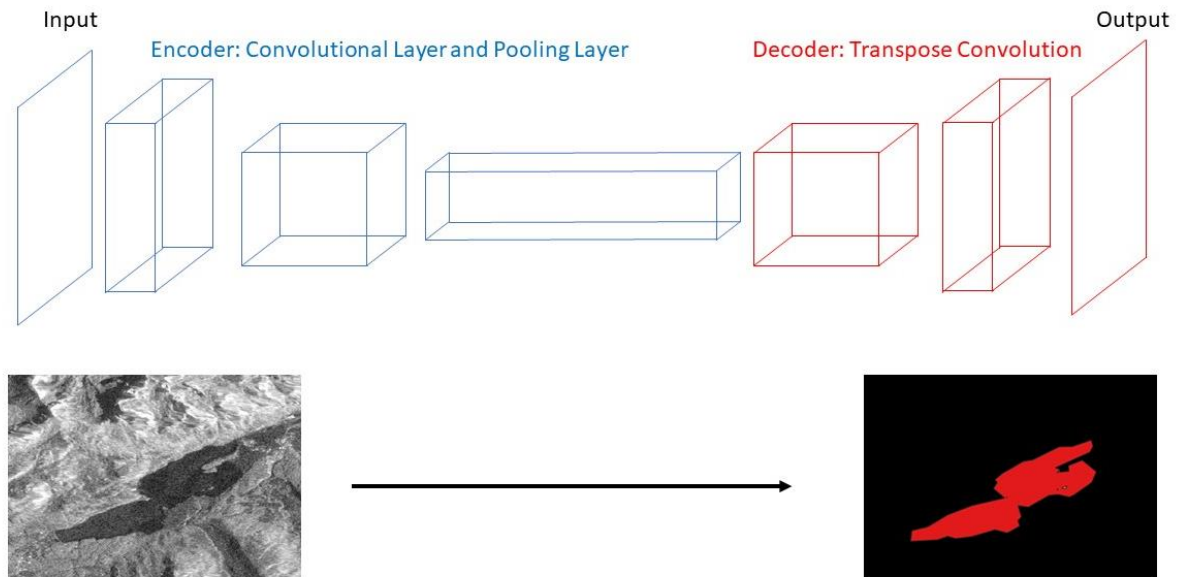 Input
Output
Encoder: Convolutional Layer and Pooling Layer
Decoder: Transpose Convolution